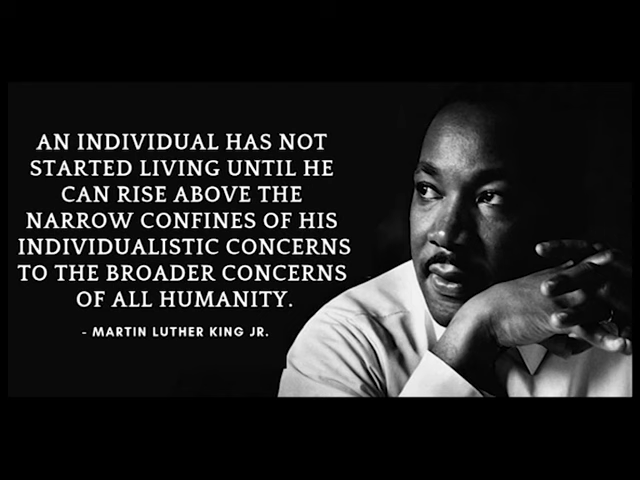 AN INDIVIDUAL HAS NOT
STARTED LIVING UNTIL HE
CAN RISE ABOVE THE
NARROW CONFINES OF HIS
INDIVIDUALISTIC CONCERNS
TO THE BROADER CONCERNS
OF ALL HUMANITY.
- MARTIN LUTHER KING JR.